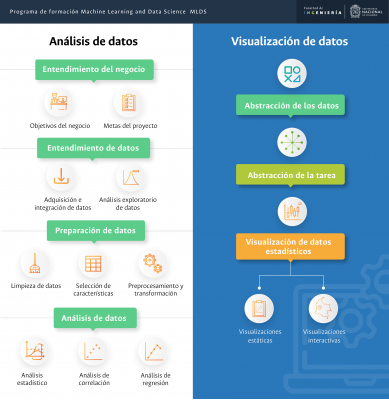 Programa de formación Machine Learning and Data Science MLDS
Facultad de
INGENIERÍA
UNIVERSIDAD
NACIONAL
DE COLOMBIA
Análisis de datos
Entendimiento del negocio
Objetivos del negocio
Metas del proyecto
Entendimiento de datos
Adquisición e
integración de datos
Análisis exploratorio
de datos
Preparación de datos
Limpieza de datos
Selección de
características
Preprocesamiento y
transformación
Análisis de datos
Análisis
estadístico
Análisis de
correlación
Análisis de
regresión
Visualización de datos
Abstracción de los datos
Abstracción de la tarea
Visualización de datos
estadísticos
Visualizaciones
estáticas
Visualizaciones
interactivas